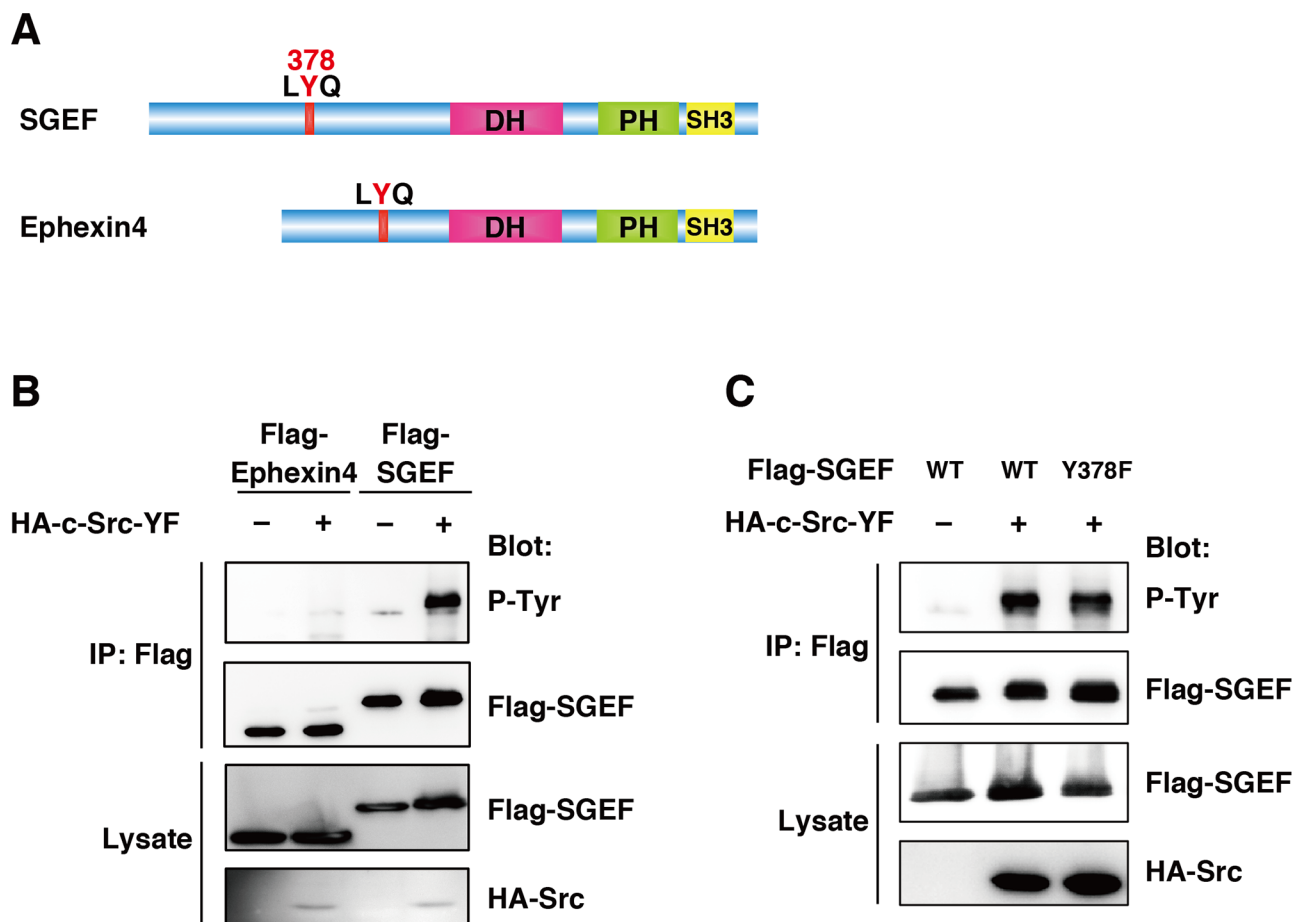 A
378
LYQ
SGEF DH PH SH3
LYQ
Ephexin4 DH PH SH3
B
Flag-Ephexin4 Flag-SGEF
HA-c-Src-YF – + – +
Blot:
P-Tyr
IP: Flag
Flag-SGEF
Flag-SGEF
Lysate
HA-Src
C
Flag-SGEF WT WT Y378F
HA-c-Src-YF – + +
Blot:
P-Tyr
IP: Flag
Flag-SGEF
Flag-SGEF
Lysate
HA-Src